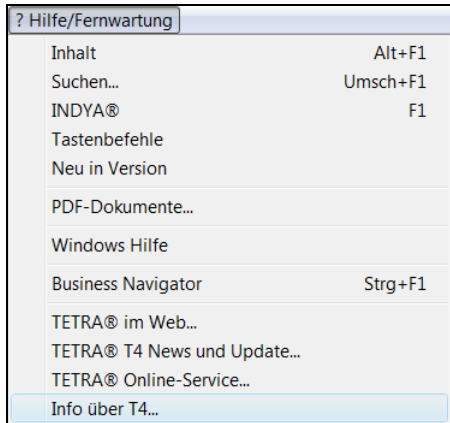 ? Hilfe/Fernwartung
Inhalt Alt+F1
Suchen... Umsch+F1
INDYA® F1
Tastenbefehle
Neu in Version
PDF-Dokumente...
Windows Hilfe
Business Navigator Strg+F1
TETRA® im Web...
TETRA® T4 News und Update...
TETRA® Online-Service...
Info über T4...